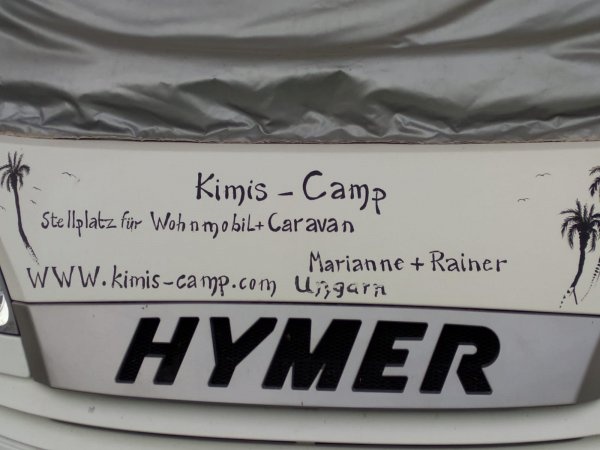 Kimis - Camp
Stellplatz für Wohnmobil + Caravan
Marianne + Rainer
WWW.kimis-camp.com Ungarn
HYMER